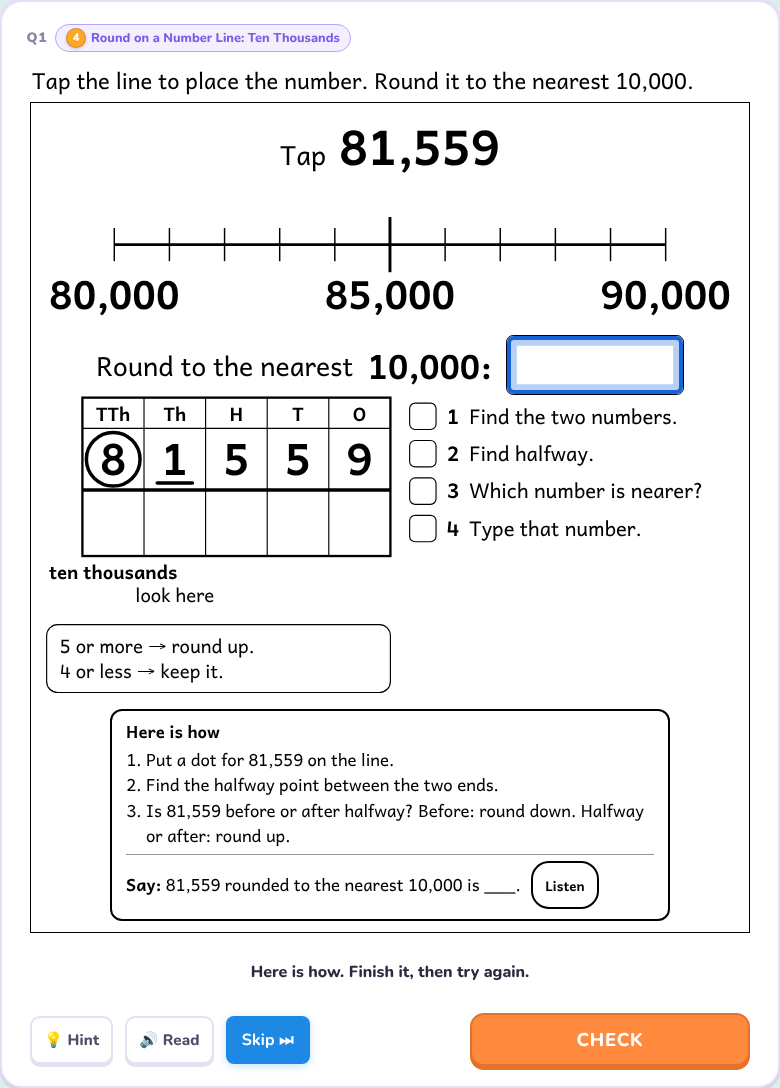 Q1 4 Round on a Number Line: Ten Thousands
Tap the line to place the number. Round it to the nearest 10,000.
Tap 81,559
80,000 85,000 90,000
Round to the nearest 10,000:
TTh Th H T O
8 1 5 5 9
ten thousands
look here
1 Find the two numbers.
2 Find halfway.
3 Which number is nearer?
4 Type that number.
5 or more → round up.
4 or less → keep it.
Here is how
1. Put a dot for 81,559 on the line.
2. Find the halfway point between the two ends.
3. Is 81,559 before or after halfway? Before: round down. Halfway
or after: round up.
Say: 81,559 rounded to the nearest 10,000 is ___. Listen
Here is how. Finish it, then try again.
💡 Hint 🔊 Read Skip ⏭ CHECK